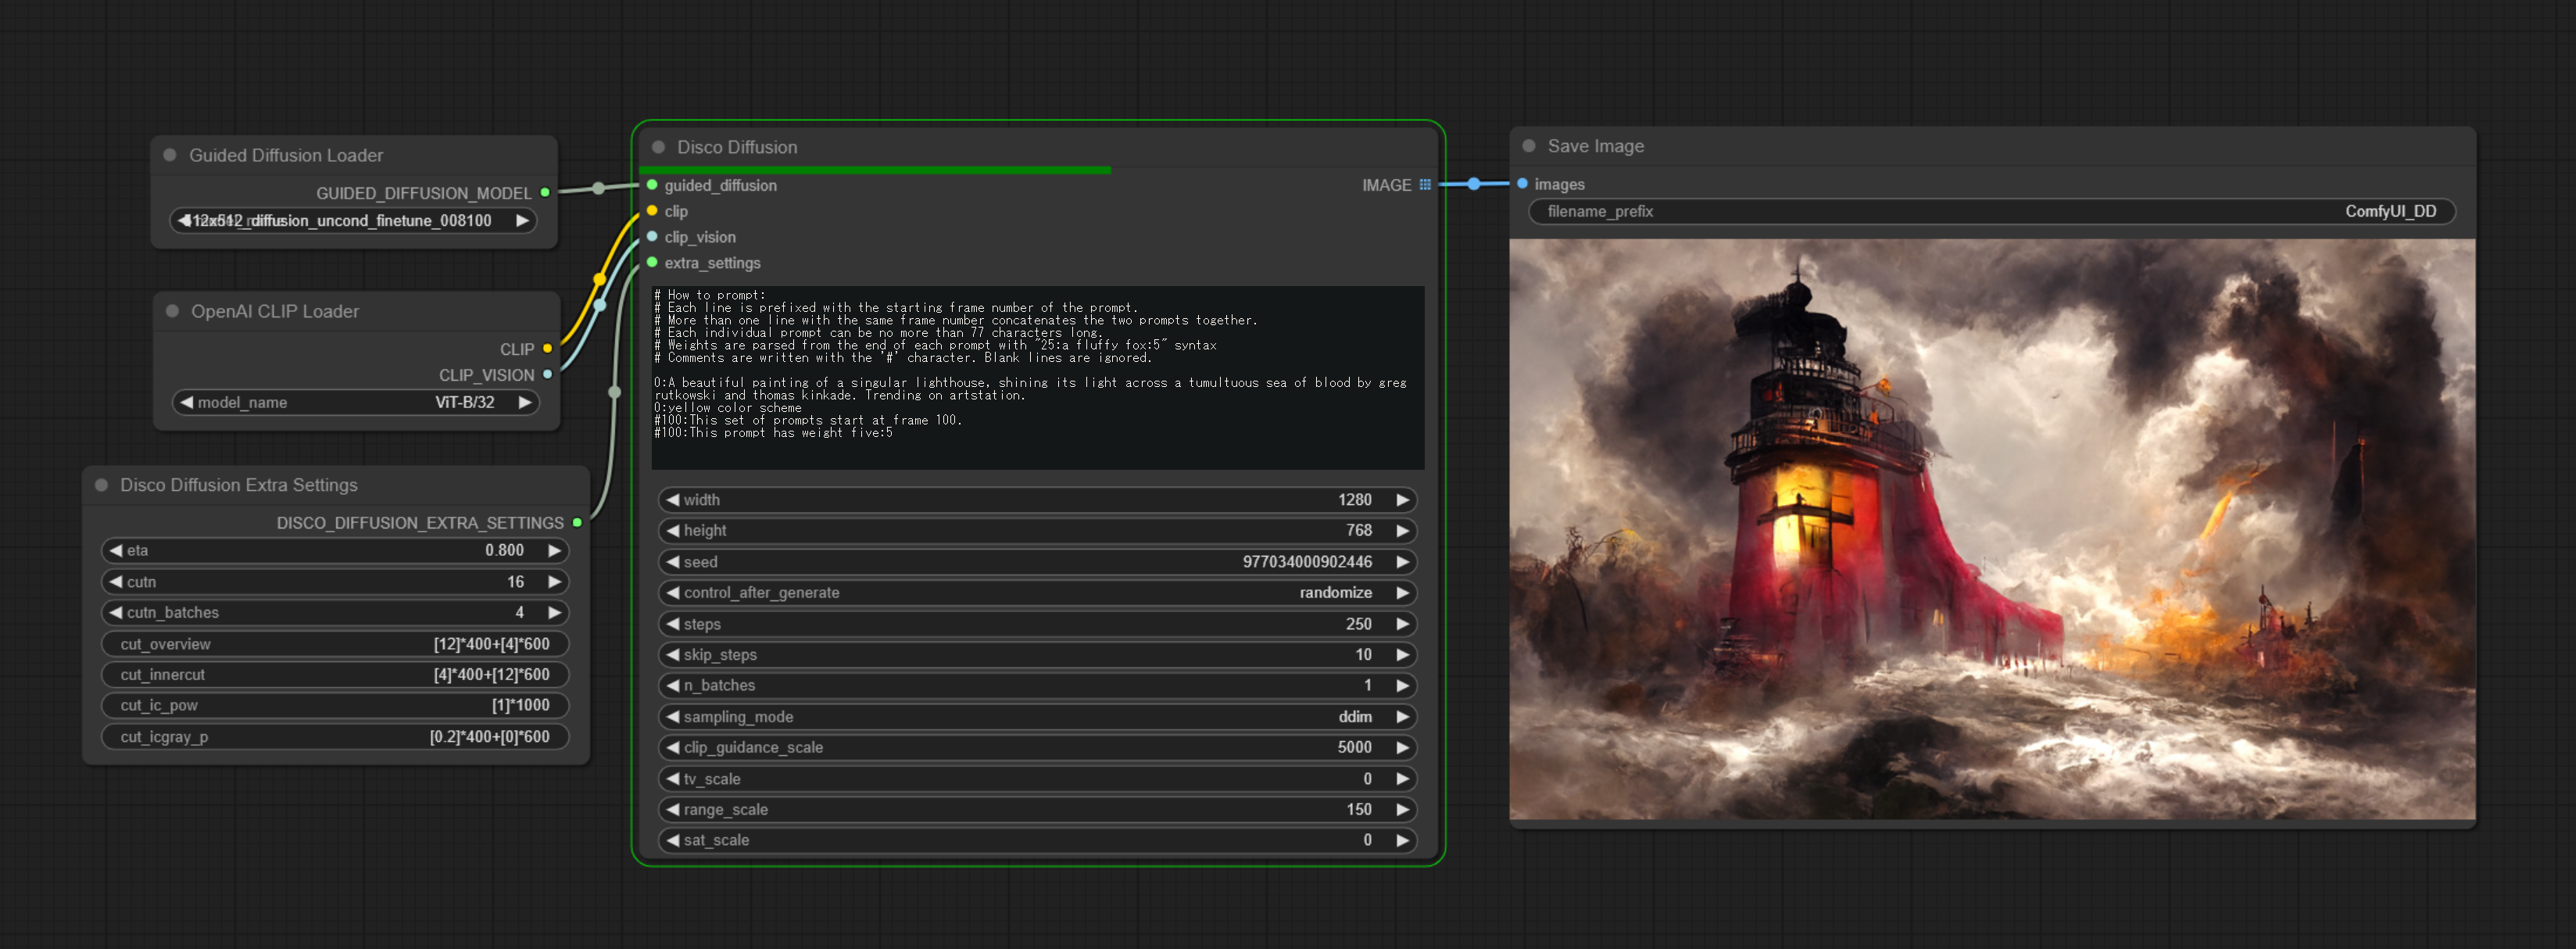 Guided Diffusion Loader
GUIDED_DIFFUSION_MODEL
512x512_diffusion_uncond_finetune_008100
OpenAI CLIP Loader
CLIP
CLIP_VISION
model_name ViT-B/32
Disco Diffusion Extra Settings
DISCO_DIFFUSION_EXTRA_SETTINGS
eta 0.800
cutn 16
cutn_batches 4
cut_overview [12]*400+[4]*600
cut_innercut [4]*400+[12]*600
cut_ic_pow [1]*1000
cut_icgray_p [0.2]*400+[0]*600
Disco Diffusion
guided_diffusion IMAGE
clip
clip_vision
extra_settings
# How to prompt:
# Each line is prefixed with the starting frame number of the prompt.
# More than one line with the same frame number concatenates the two prompts together.
# Each individual prompt can be no more than 77 characters long.
# Weights are parsed from the end of each prompt with "25:a fluffy fox:5" syntax
# Comments are written with the '#' character. Blank lines are ignored.
0:A beautiful painting of a singular lighthouse, shining its light across a tumultuous sea of blood by greg
rutkowski and thomas kinkade. Trending on artstation.
0:yellow color scheme
#100:This set of prompts start at frame 100.
#100:This prompt has weight five:5
width 1280
height 768
seed 977034000902446
control_after_generate randomize
steps 250
skip_steps 10
n_batches 1
sampling_mode ddim
clip_guidance_scale 5000
tv_scale 0
range_scale 150
sat_scale 0
Save Image
images
filename_prefix ComfyUI_DD